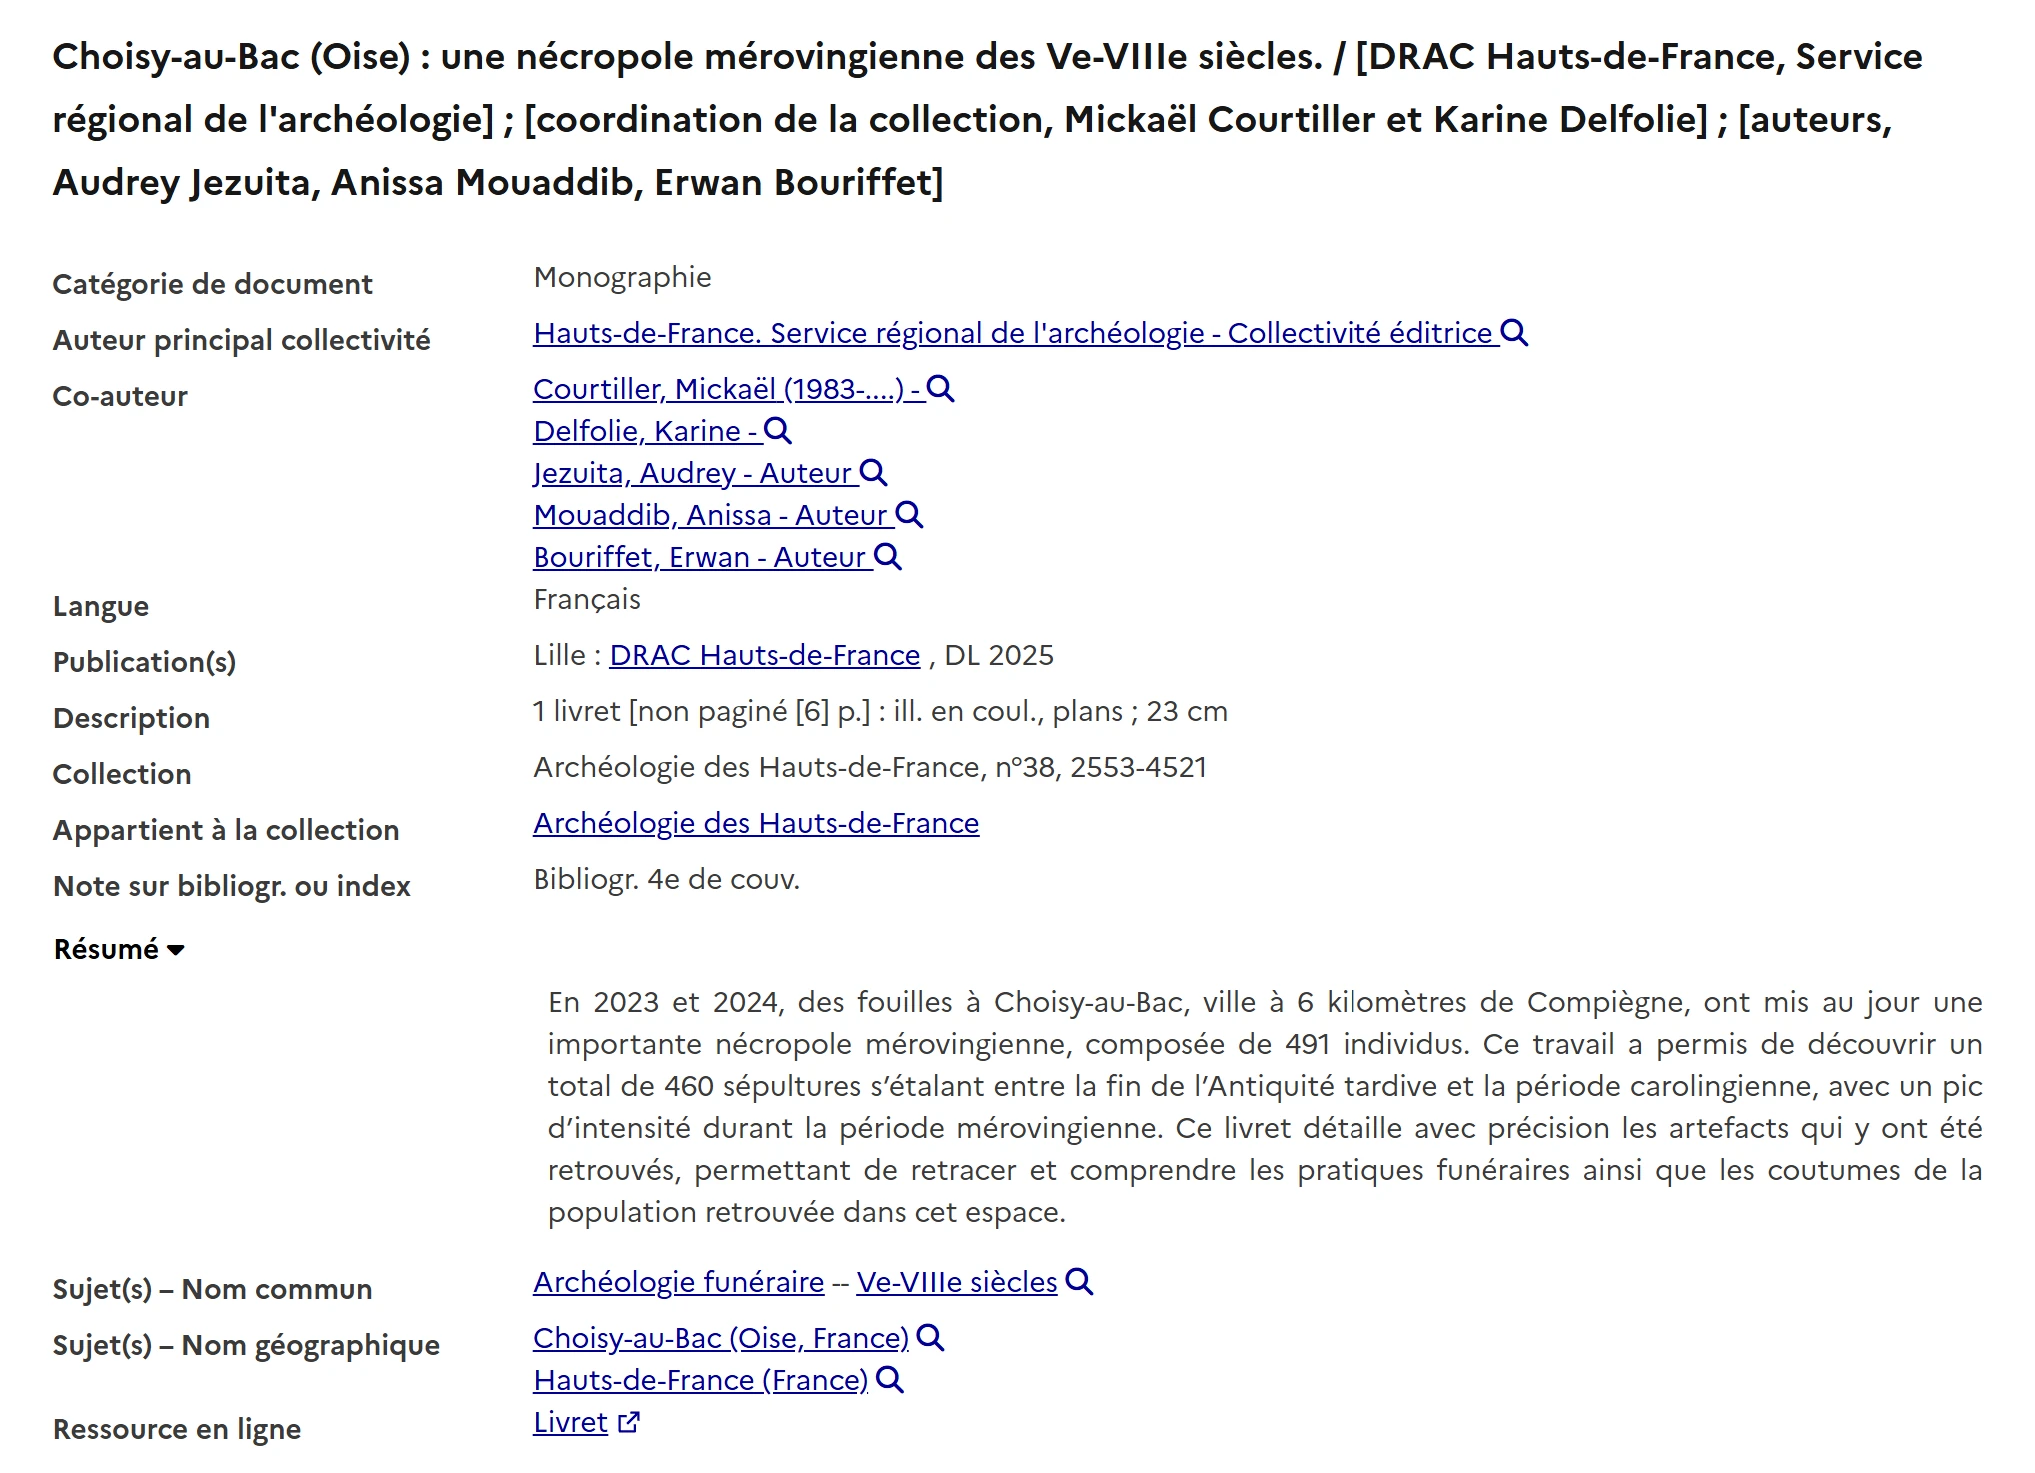 Choisy-au-Bac (Oise) : une nécropole mérovingienne des Ve-VIIIe siècles. / [DRAC Hauts-de-France, Service
régional de l'archéologie] ; [coordination de la collection, Mickaël Courtiller et Karine Delfolie] ; [auteurs,
Audrey Jezuita, Anissa Mouaddib, Erwan Bouriffet]
Catégorie de document Monographie
Auteur principal collectivité Hauts-de-France. Service régional de l'archéologie - Collectivité éditrice
Co-auteur Courtiller, Mickaël (1983-....) -
Delfolie, Karine -
Jezuita, Audrey - Auteur
Mouaddib, Anissa - Auteur
Bouriffet, Erwan - Auteur
Langue Français
Publication(s) Lille : DRAC Hauts-de-France , DL 2025
Description 1 livret [non paginé [6] p.] : ill. en coul., plans ; 23 cm
Collection Archéologie des Hauts-de-France, n°38, 2553-4521
Appartient à la collection Archéologie des Hauts-de-France
Note sur bibliogr. ou index Bibliogr. 4e de couv.
Résumé
En 2023 et 2024, des fouilles à Choisy-au-Bac, ville à 6 kilomètres de Compiègne, ont mis au jour une
importante nécropole mérovingienne, composée de 491 individus. Ce travail a permis de découvrir un
total de 460 sépultures s’étalant entre la fin de l’Antiquité tardive et la période carolingienne, avec un pic
d’intensité durant la période mérovingienne. Ce livret détaille avec précision les artefacts qui y ont été
retrouvés, permettant de retracer et comprendre les pratiques funéraires ainsi que les coutumes de la
population retrouvée dans cet espace.
Sujet(s) – Nom commun Archéologie funéraire -- Ve-VIIIe siècles
Sujet(s) – Nom géographique Choisy-au-Bac (Oise, France)
Hauts-de-France (France)
Ressource en ligne Livret